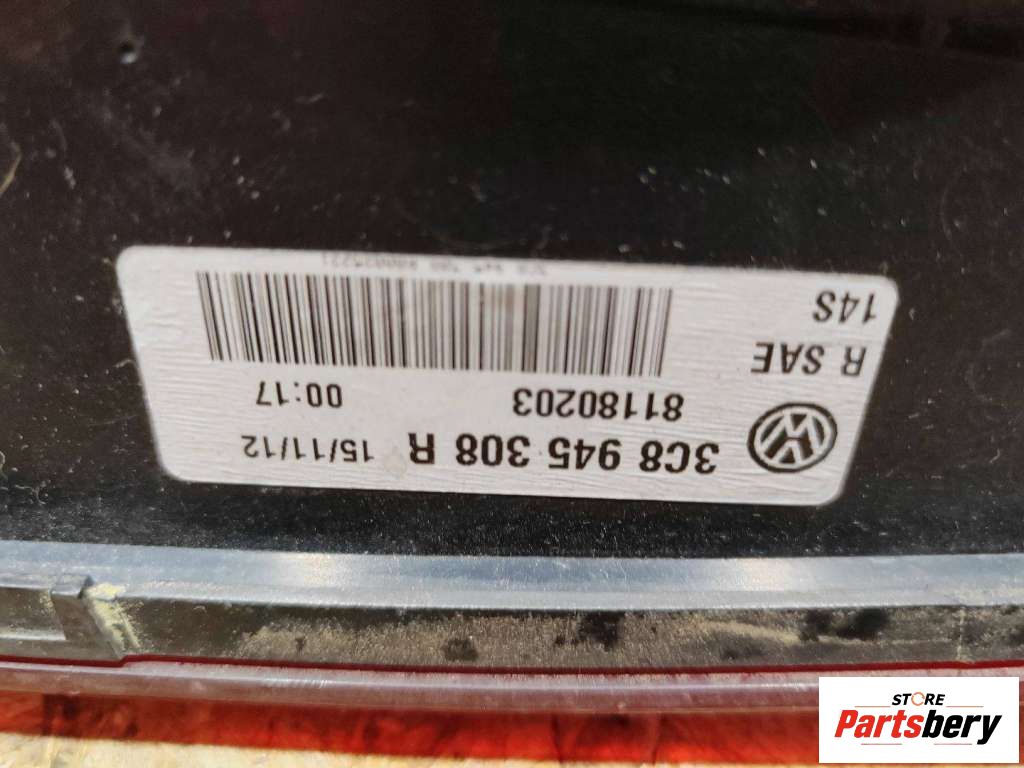 3C8 945 308 R 15/11/12
81180203 00:17
R SAE
14S
STORE
Partsbery